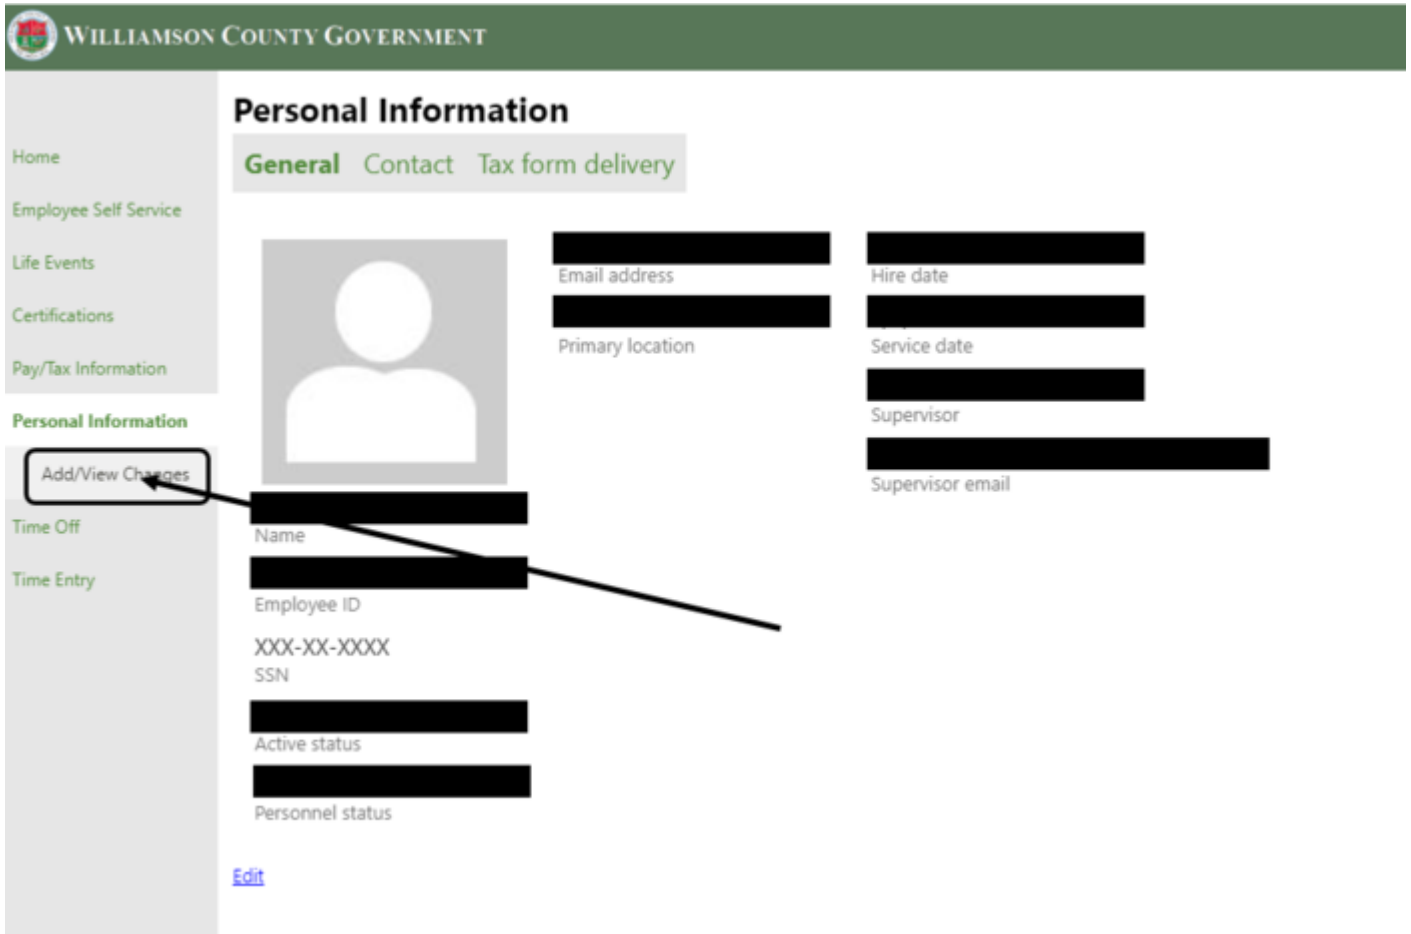 WILLIAMSON COUNTY GOVERNMENT
Personal Information
General Contact Tax form delivery
Home
Employee Self Service
Life Events
Certifications
Pay/Tax Information
Personal Information
Add/View Changes
Time Off
Time Entry
Email address
Hire date
Primary location
Service date
Supervisor
Supervisor email
Name
Employee ID
XXX-XX-XXXX
SSN
Active status
Personnel status
Edit